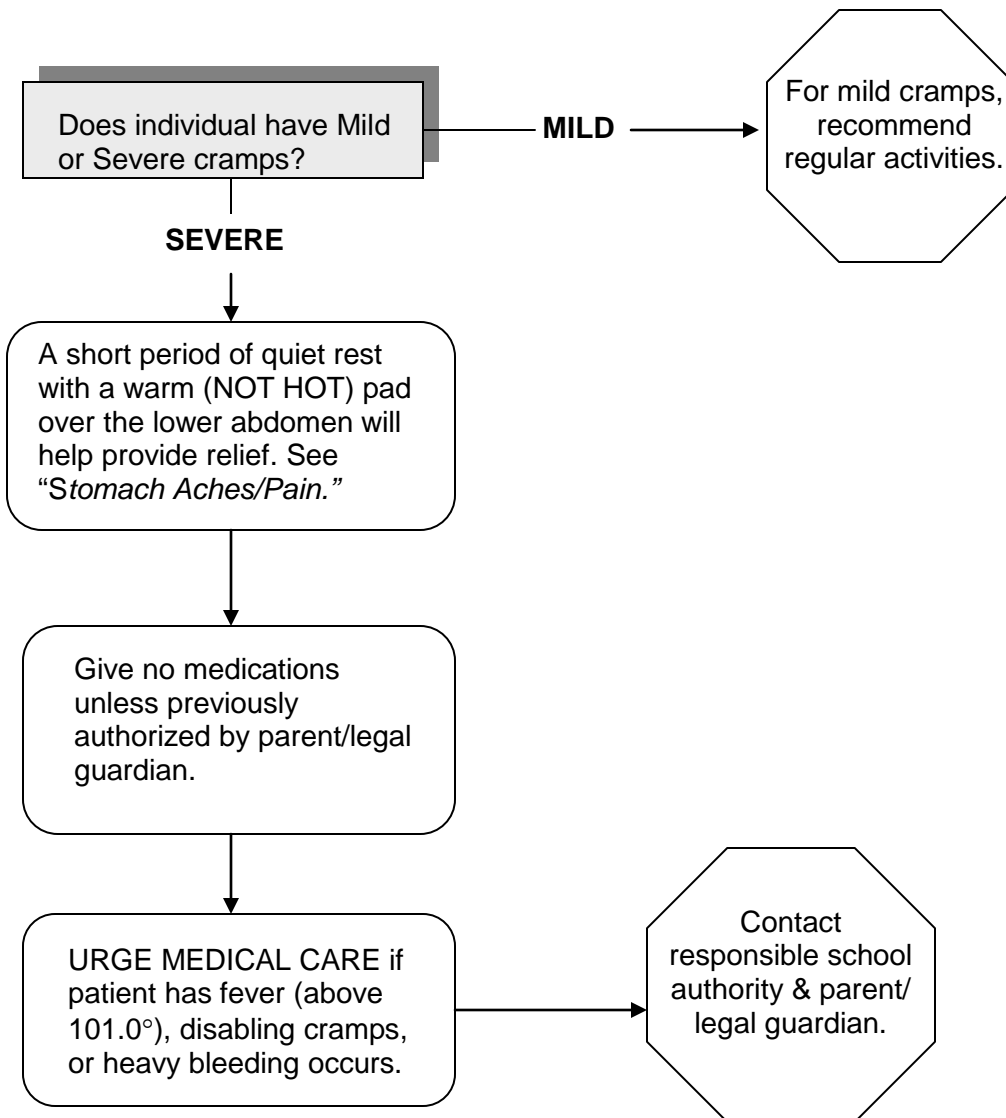 Does individual have Mild
or Severe cramps?
MILD
For mild cramps,
recommend
regular activities.
SEVERE
A short period of quiet rest
with a warm (NOT HOT) pad
over the lower abdomen will
help provide relief. See
“Stomach Aches/Pain.”
Give no medications
unless previously
authorized by parent/legal
guardian.
URGE MEDICAL CARE if
patient has fever (above
101.0°), disabling cramps,
or heavy bleeding occurs.
Contact
responsible school
authority & parent/
legal guardian.